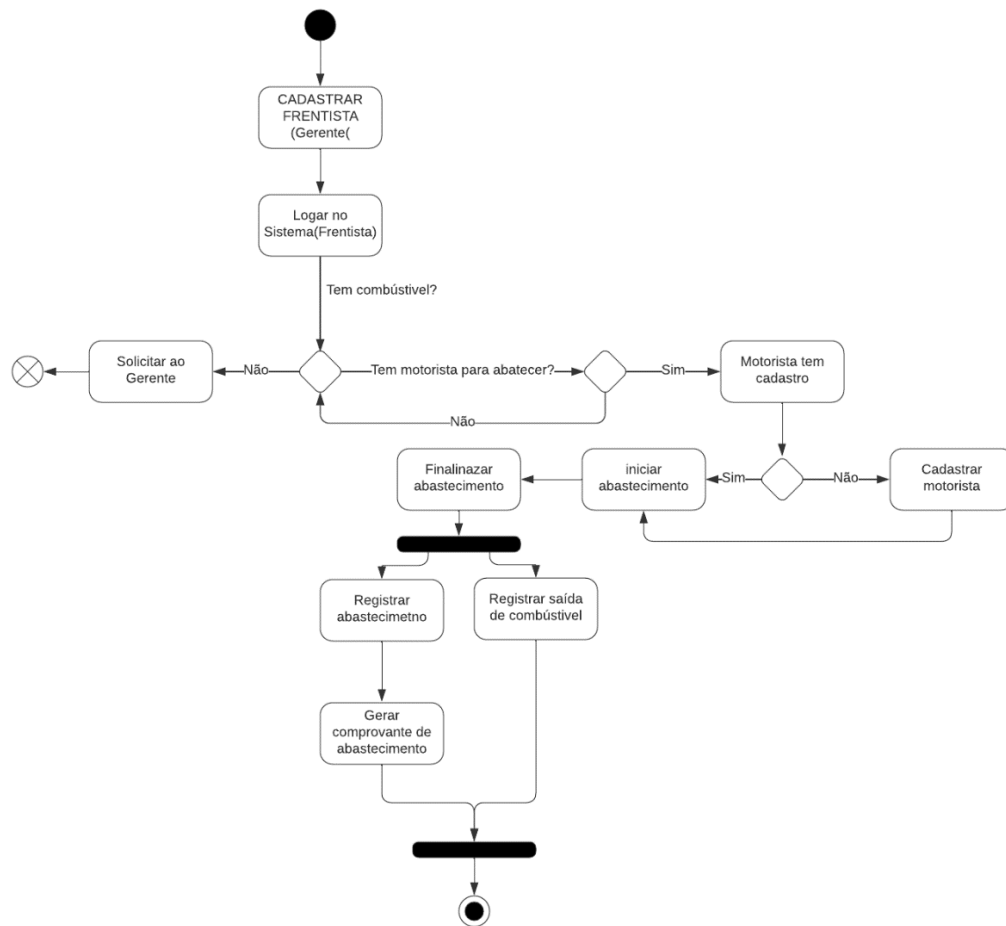 CADASTRAR
FRENTISTA
(Gerente(
Logar no
Sistema(Frentista)
Tem combústivel?
Solicitar ao
Gerente
Não
Tem motorista para abatecer?
Sim
Motorista tem
cadastro
Não
Finalinazar
abastecimento
iniciar
abastecimento
Sim
Não
Cadastrar
motorista
Registrar
abastecimetno
Registrar saída
de combústivel
Gerar
comprovante de
abastecimento